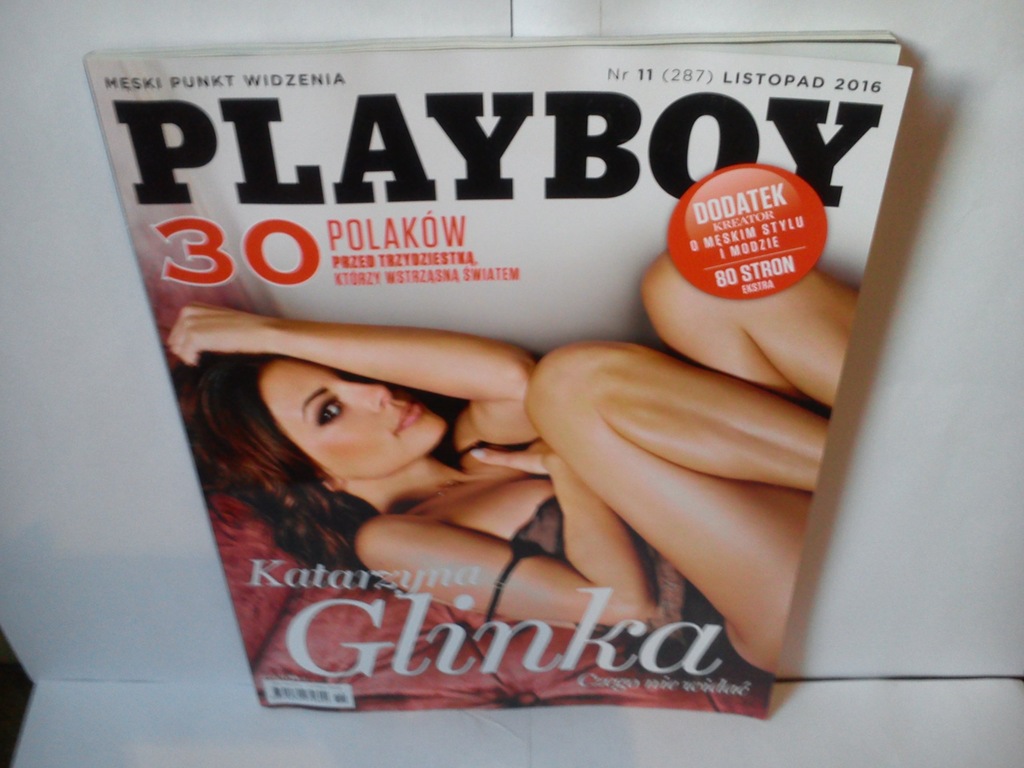 MĘSKI PUNKT WIDZENIA
Nr 11 (287) LISTOPAD 2016
PLAYBOY
30 POLAKÓW
PRZED TRZYDZIESTKĄ,
KTÓRZY WSTRZĄSNĄ ŚWIATEM
DODATEK
KREATOR
O MĘSKIM STYLU
I MODZIE
80 STRON
EKSTRA
Katarzyna
Glinka
Czego nie widać